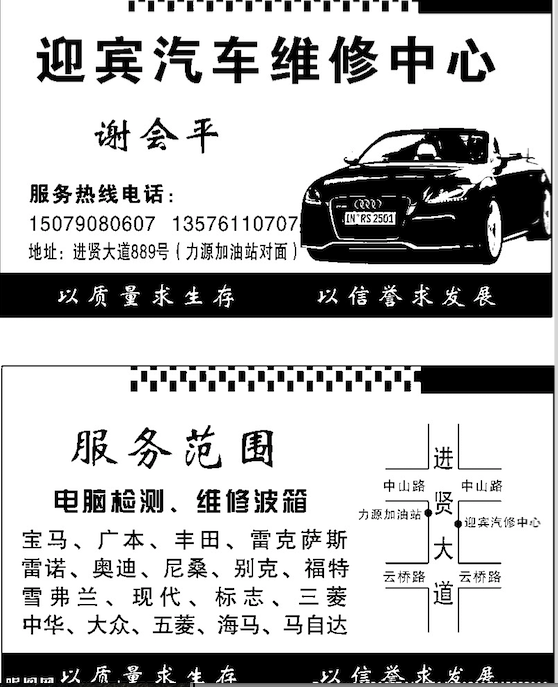 迎宾汽车维修中心
谢会平
服务热线电话：
15079080607 13576110707
地址：进贤大道889号（力源加油站对面）
IN·RS 2501
以质量求生存 以信誉求发展
服务范围
电脑检测、维修波箱
宝马、广本、丰田、雷克萨斯
雷诺、奥迪、尼桑、别克、福特
雪弗兰、现代、标志、三菱
中华、大众、五菱、海马、马自达
进贤大道
中山路 中山路
力源加油站
迎宾汽修中心
云桥路 云桥路
以质量求生存 以信誉求发展
昵图网